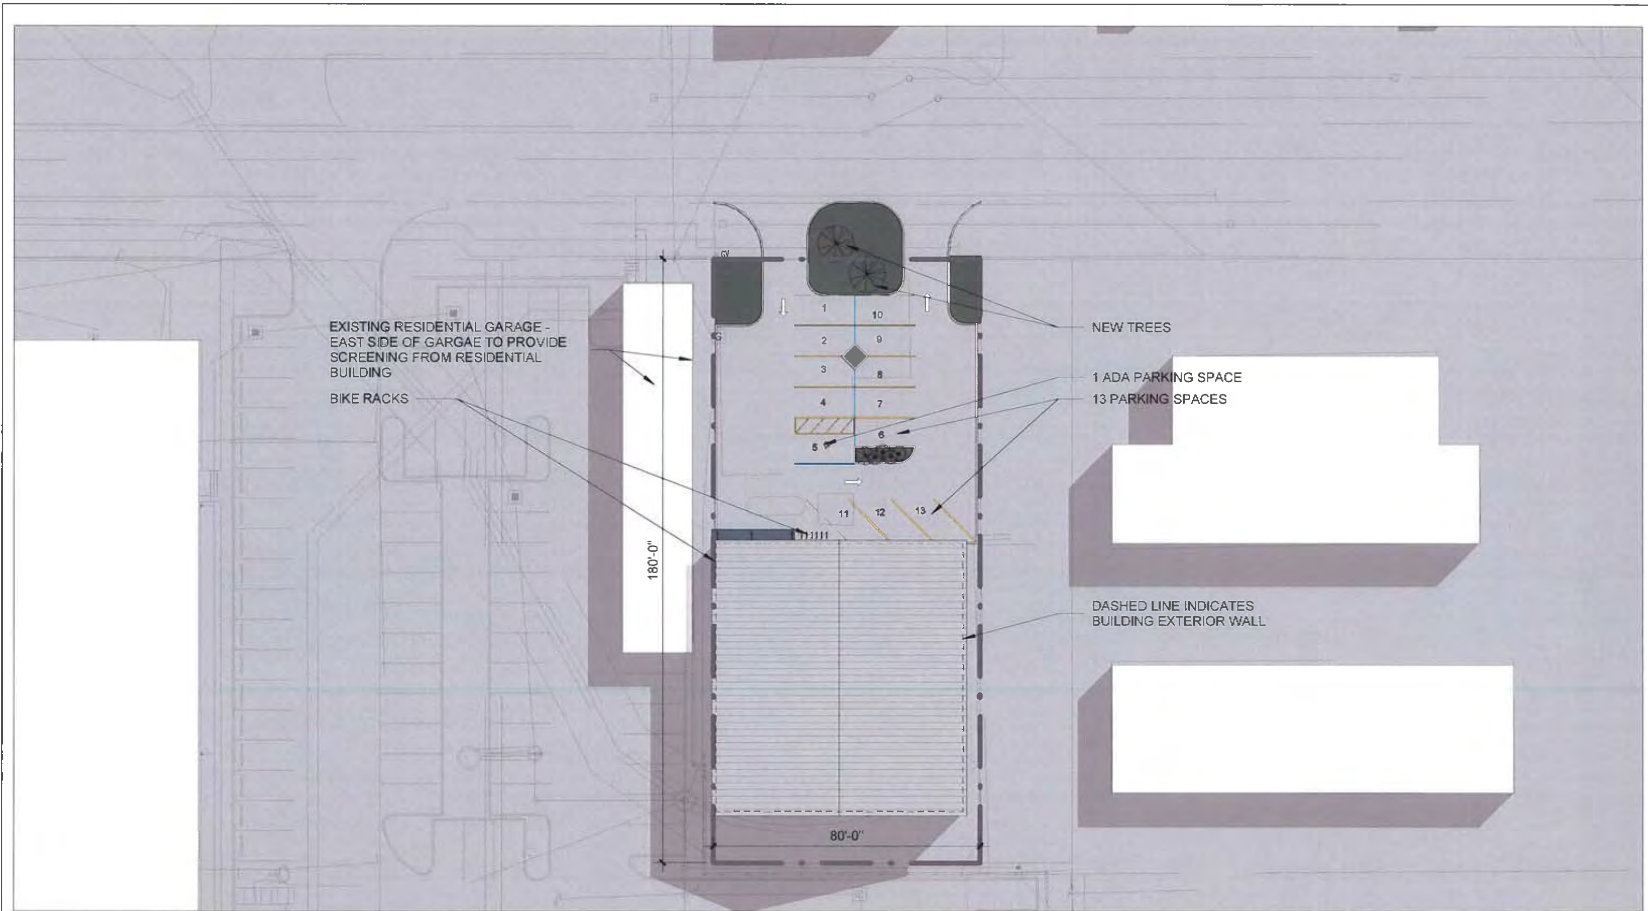 EXISTING RESIDENTIAL GARAGE -
EAST SIDE OF GARGAE TO PROVIDE
SCREENING FROM RESIDENTIAL
BUILDING
BIKE RACKS
NEW TREES
1 ADA PARKING SPACE
13 PARKING SPACES
1
10
2
9
3
8
4
7
6
5
11
12
13
180'-0"
DASHED LINE INDICATES
BUILDING EXTERIOR WALL
80'-0"